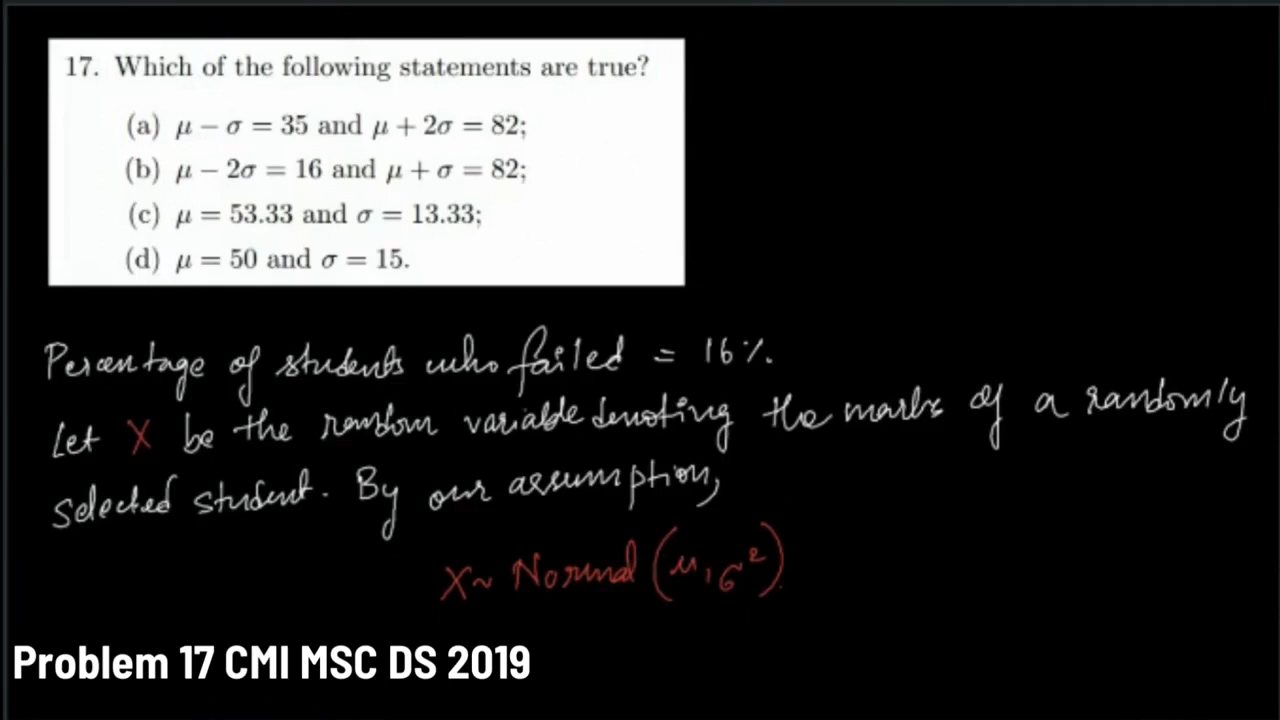 17. Which of the following statements are true?
(a) μ − σ = 35 and μ + 2σ = 82;
(b) μ − 2σ = 16 and μ + σ = 82;
(c) μ = 53.33 and σ = 13.33;
(d) μ = 50 and σ = 15.
Percentage of students who failed = 16%.
Let X be the random variable denoting the marks of a randomly
selected student. By our assumption,
X ~ Normal (μ, σ²).
Problem 17 CMI MSC DS 2019